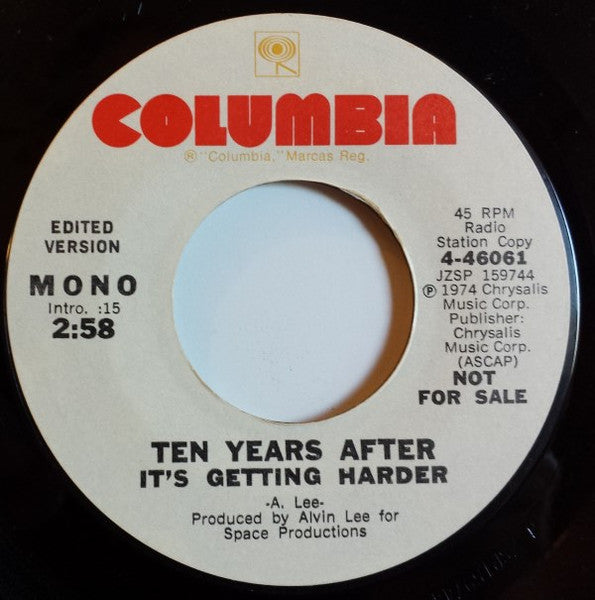 COLUMBIA
® "Columbia," Marcas Reg.
EDITED
VERSION
MONO
Intro. :15
2:58
45 RPM
Radio
Station Copy
4-46061
JZSP 159744
℗ 1974 Chrysalis
Music Corp.
Publisher:
Chrysalis
Music Corp.
(ASCAP)
NOT
FOR SALE
TEN YEARS AFTER
IT'S GETTING HARDER
-A. Lee-
Produced by Alvin Lee for
Space Productions